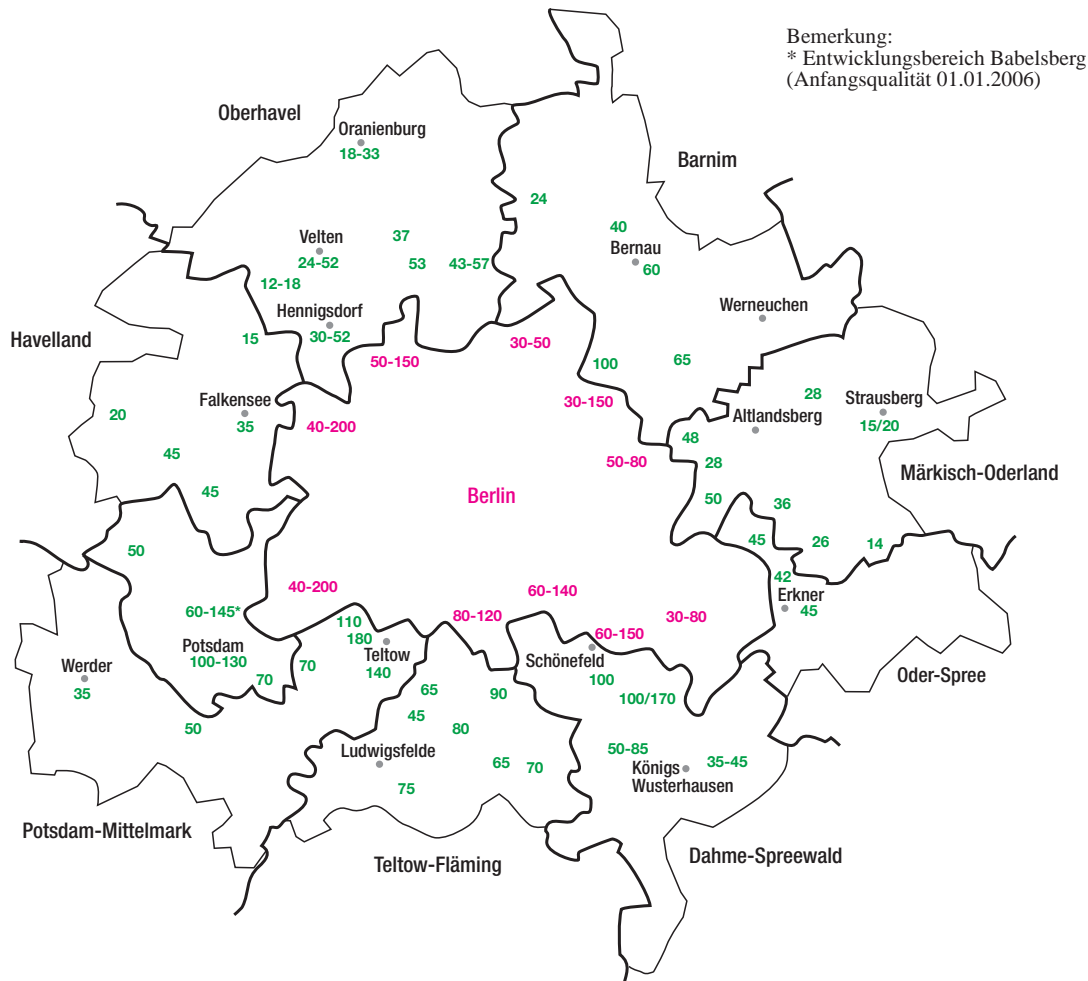 Bemerkung:
* Entwicklungsbereich Babelsberg
(Anfangsqualität 01.01.2006)
Oberhavel
Oranienburg
18-33
Barnim
24
40
Bernau
60
Velten
24-52
37
53
43-57
12-18
Hennigsdorf
30-52
Werneuchen
Havelland
15
50-150
30-50
100
65
20
Falkensee
35
40-200
30-150
28
Strausberg
15/20
Altlandsberg
48
45
45
50-80
28
Märkisch-Oderland
Berlin
50
36
50
45
26
14
42
Erkner
45
40-200
60-140
60-145*
110
180
80-120
60-150
30-80
Potsdam
100-130
70
70
Teltow
140
Schönefeld
100
Werder
35
Oder-Spree
65
90
100/170
50
45
80
Ludwigsfelde
75
65
70
50-85
35-45
Königs
Wusterhausen
Potsdam-Mittelmark
Teltow-Fläming
Dahme-Spreewald